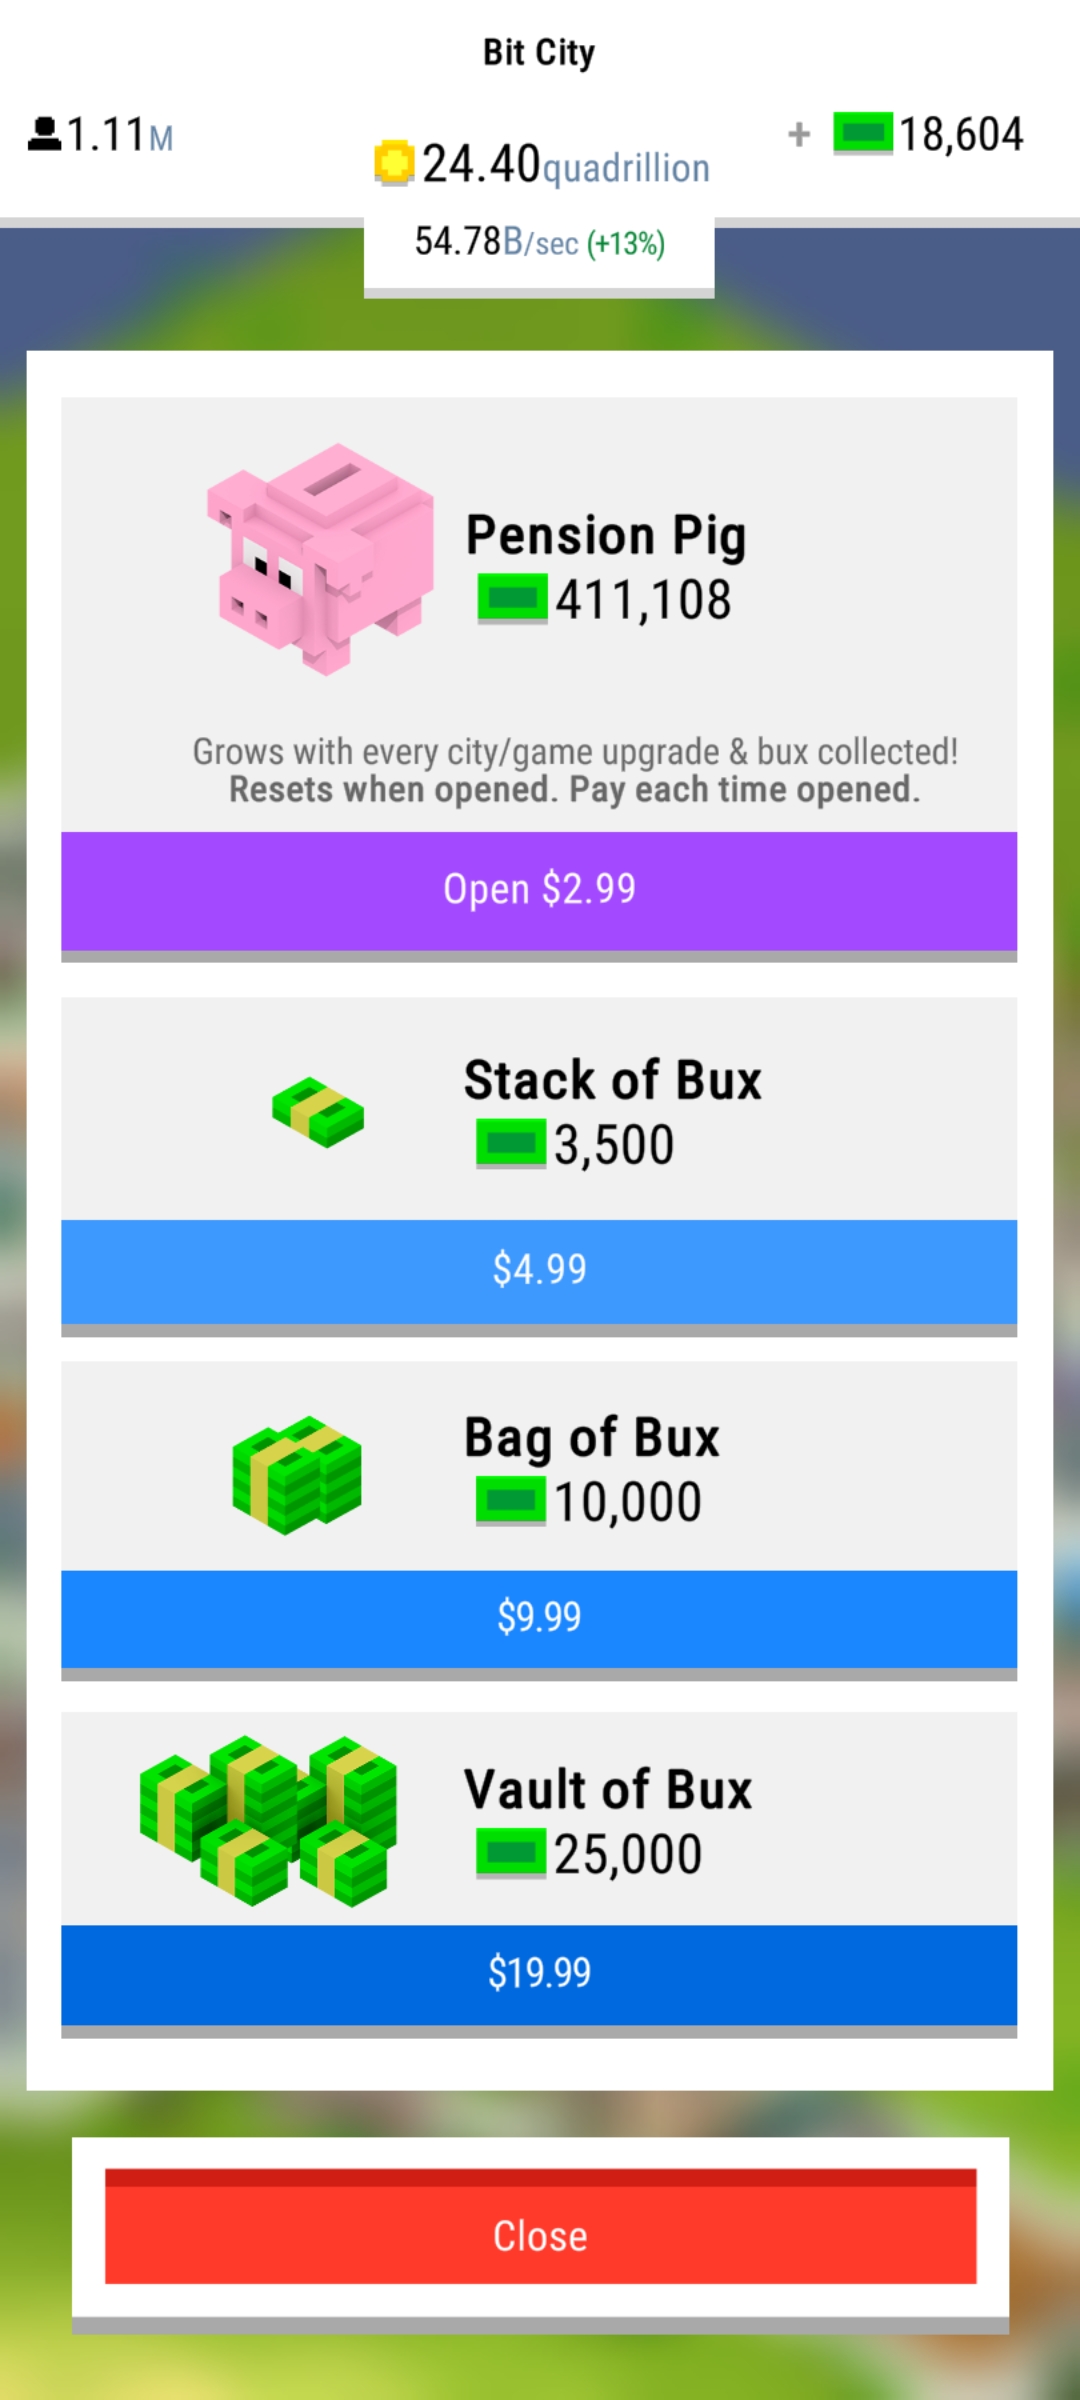 Bit City
1.11M
24.40quadrillion
+ 18,604
54.78B/sec (+13%)
Pension Pig
411,108
Grows with every city/game upgrade & bux collected!
Resets when opened. Pay each time opened.
Open $2.99
Stack of Bux
3,500
$4.99
Bag of Bux
10,000
$9.99
Vault of Bux
25,000
$19.99
Close